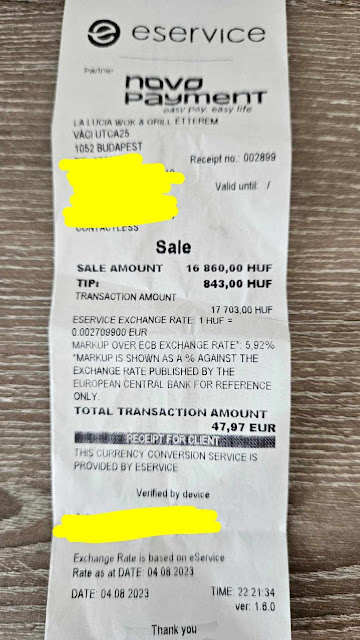 eservice
Partner
novo
payment
easy pay, easy life
LA LUCIA WOK & GRILL ÉTTEREM
VÁCI UTCA25
1052 BUDAPEST
Receipt no.: 002899
Valid until: /
CONTACTLESS
Sale
SALE AMOUNT 16 860,00 HUF
TIP: 843,00 HUF
TRANSACTION AMOUNT
17 703,00 HUF
ESERVICE EXCHANGE RATE: 1 HUF =
0.002709900 EUR
MARKUP OVER ECB EXCHANGE RATE*: 5,92%
*MARKUP IS SHOWN AS A % AGAINST THE
EXCHANGE RATE PUBLISHED BY THE
EUROPEAN CENTRAL BANK FOR REFERENCE
ONLY.
TOTAL TRANSACTION AMOUNT
47,97 EUR
RECEIPT FOR CLIENT
THIS CURRENCY CONVERSION SERVICE IS
PROVIDED BY ESERVICE
Verified by device
Exchange Rate is based on eService
Rate as at DATE: 04.08.2023
DATE: 04.08.2023 TIME: 22:21:34
ver: 1.6.0
Thank you